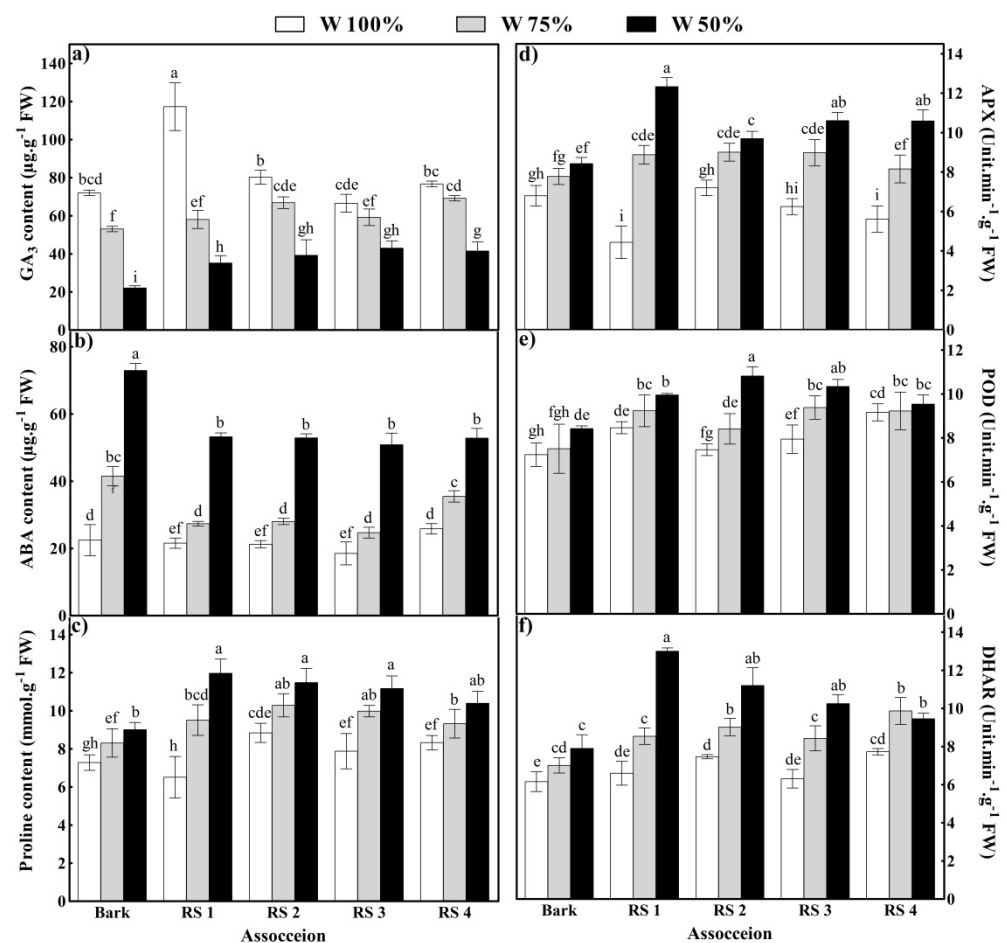 W 100% W 75% W 50%
a)
GA3 content (µg.g-1 FW)
140
120
100
80
60
40
20
0
bcd f i
a ef h
b cde gh
cde ef gh
bc cd g
d)
APX (Unit.min-1.g-1 FW)
14
12
10
8
6
4
2
0
gh fg ef
i cde a
gh cde c
hi cde ab
i ef ab
b)
ABA content (µg.g-1 FW)
80
60
40
20
0
d bc a
ef d b
ef d b
ef d b
d c b
e)
POD (Unit.min-1.g-1 FW)
12
10
8
6
4
2
0
gh fgh de
de bc b
fg de a
ef bc ab
cd bc b
c)
Proline content (mmol.g-1 FW)
14
12
10
8
6
4
2
0
gh ef b
h bcd a
cde ab a
ef ab a
ef b ab
Bark RS 1 RS 2 RS 3 RS 4
Assocceion
f)
DHAR (Unit.min-1.g-1 FW)
14
12
10
8
6
4
2
0
e cd c
de c a
d c ab
de c ab
cd b b
Bark RS 1 RS 2 RS 3 RS 4
Assocceion